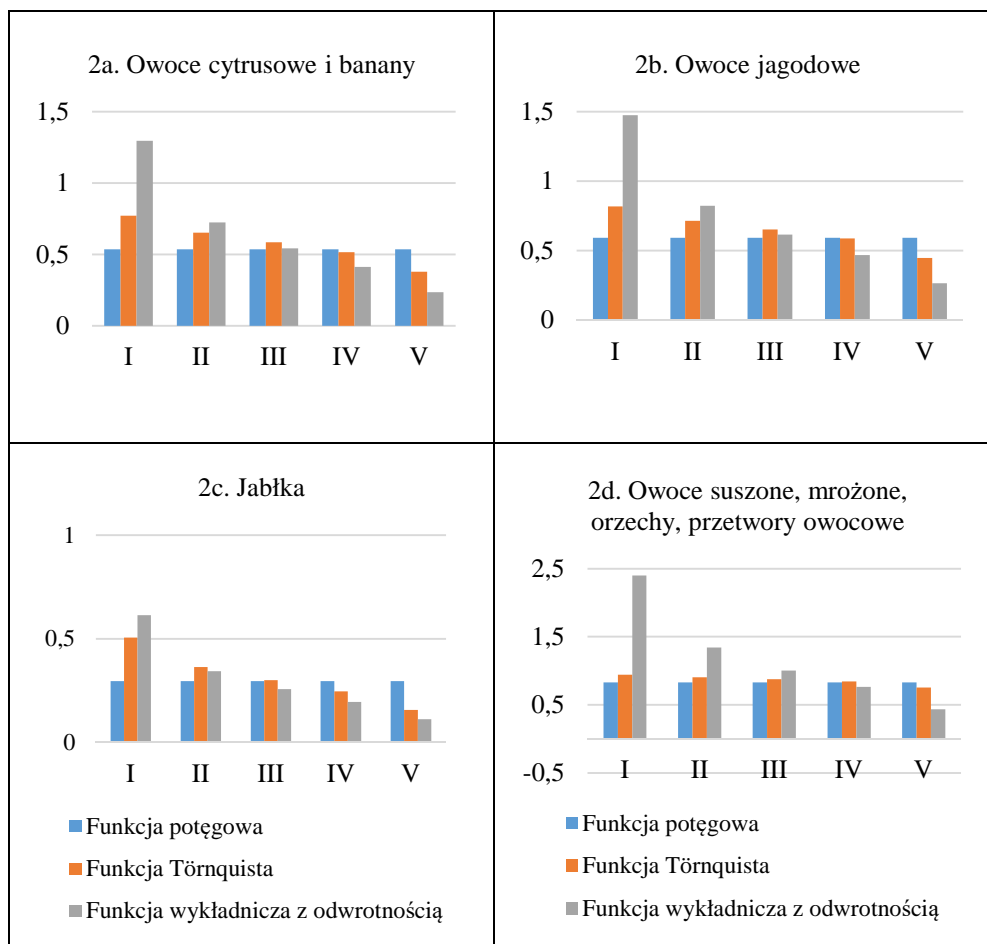 2a. Owoce cytrusowe i banany
1,5
1
0,5
0
I II III IV V
2b. Owoce jagodowe
1,5
1
0,5
0
I II III IV V
2c. Jabłka
1
0,5
0
I II III IV V
Funkcja potęgowa
Funkcja Törnquista
Funkcja wykładnicza z odwrotnością
2d. Owoce suszone, mrożone,
orzechy, przetwory owocowe
2,5
1,5
0,5
-0,5
I II III IV V
Funkcja potęgowa
Funkcja Törnquista
Funkcja wykładnicza z odwrotnością